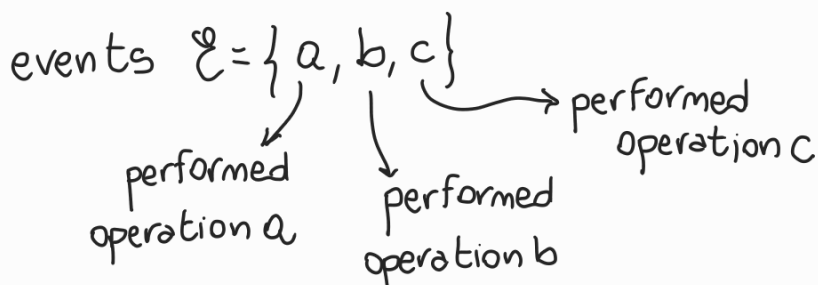 events ℰ = {a, b, c}
performed
operation a
performed
operation b
performed
operation c